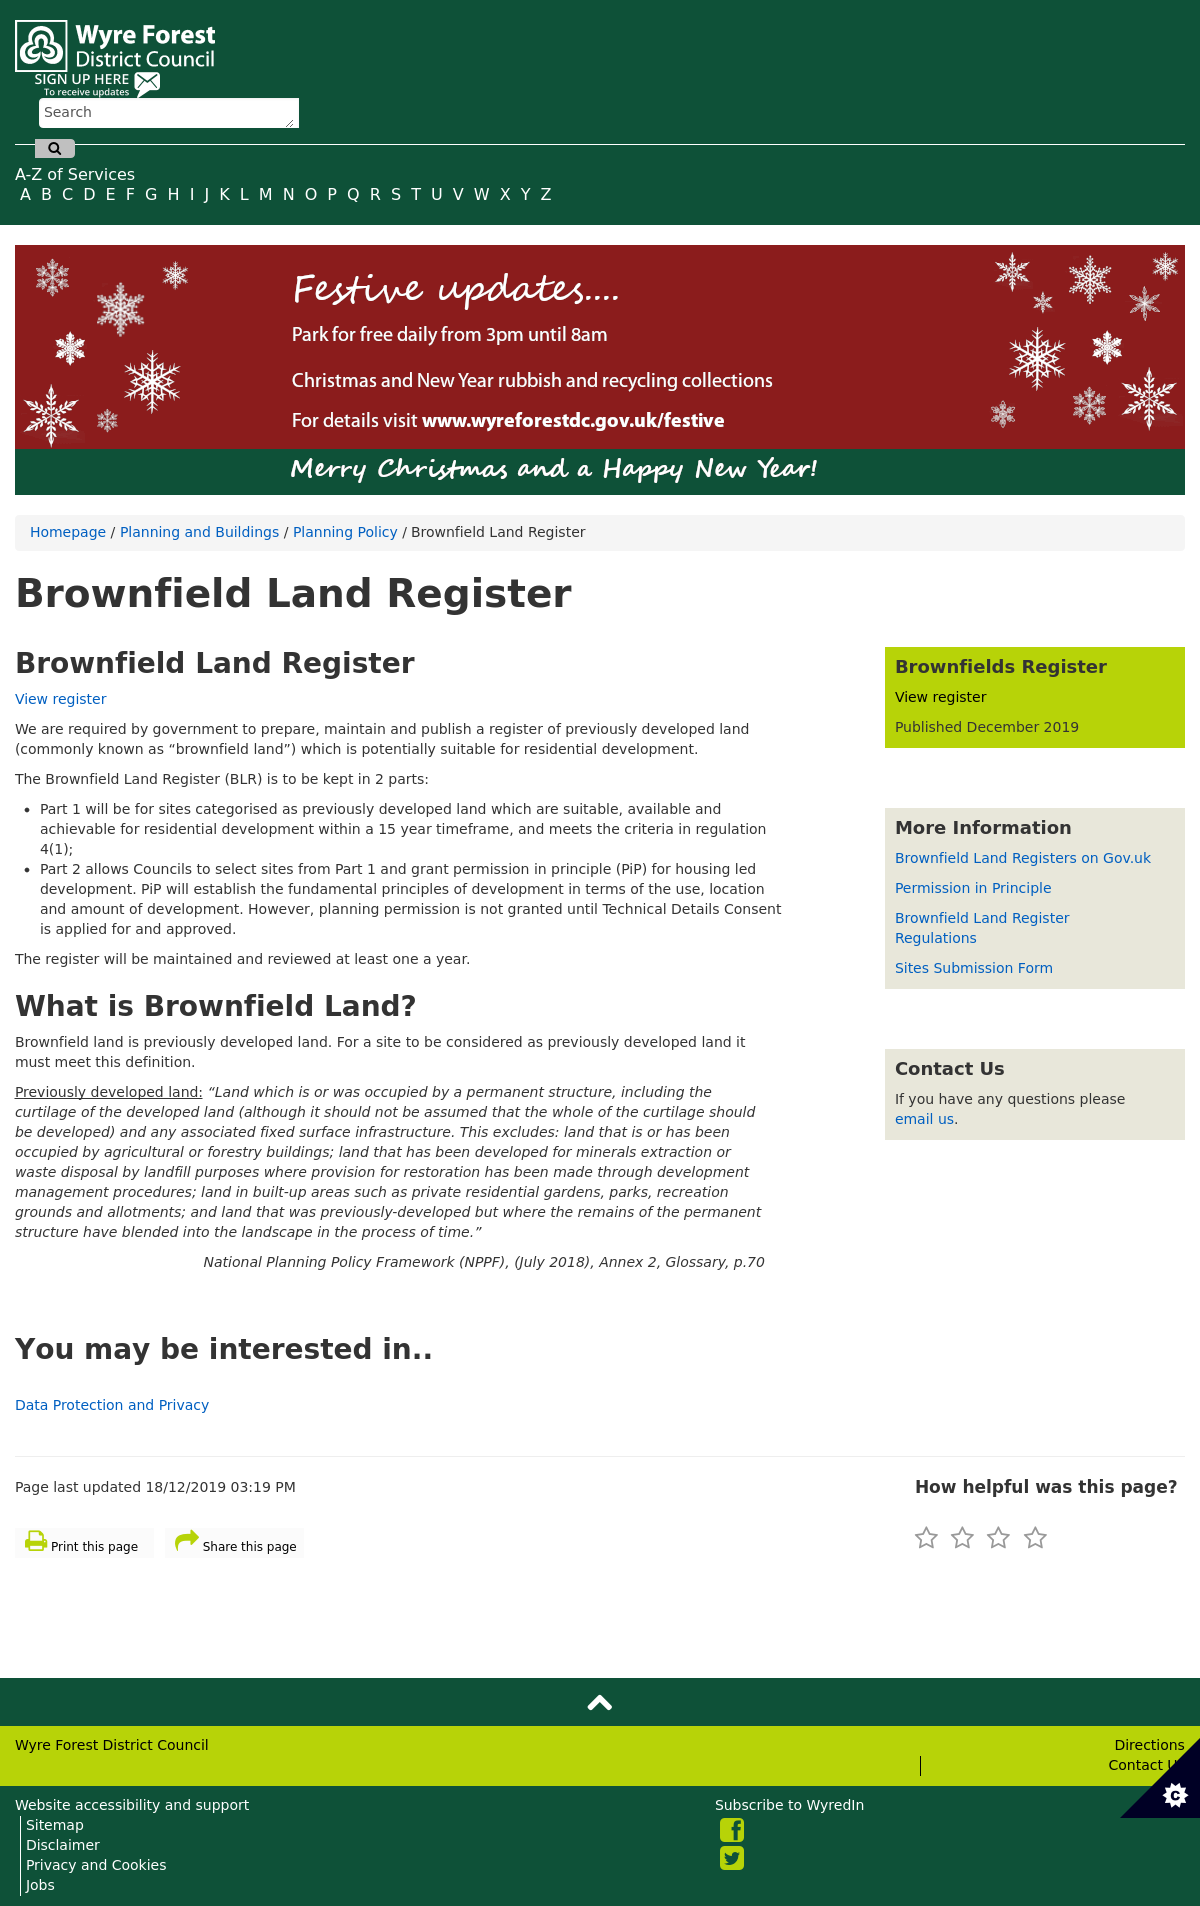 Wyre Forest
District Council
SIGN UP HERE
To receive updates
Search
A-Z of Services
A B C D E F G H I J K L M N O P Q R S T U V W X Y Z
Festive updates....
Park for free daily from 3pm until 8am
Christmas and New Year rubbish and recycling collections
For details visit www.wyreforestdc.gov.uk/festive
Merry Christmas and a Happy New Year!
Homepage / Planning and Buildings / Planning Policy / Brownfield Land Register
Brownfield Land Register
Brownfield Land Register
View register
We are required by government to prepare, maintain and publish a register of previously developed land
(commonly known as “brownfield land”) which is potentially suitable for residential development.
The Brownfield Land Register (BLR) is to be kept in 2 parts:
• Part 1 will be for sites categorised as previously developed land which are suitable, available and
achievable for residential development within a 15 year timeframe, and meets the criteria in regulation
4(1);
• Part 2 allows Councils to select sites from Part 1 and grant permission in principle (PiP) for housing led
development. PiP will establish the fundamental principles of development in terms of the use, location
and amount of development. However, planning permission is not granted until Technical Details Consent
is applied for and approved.
The register will be maintained and reviewed at least one a year.
What is Brownfield Land?
Brownfield land is previously developed land. For a site to be considered as previously developed land it
must meet this definition.
Previously developed land: “Land which is or was occupied by a permanent structure, including the
curtilage of the developed land (although it should not be assumed that the whole of the curtilage should
be developed) and any associated fixed surface infrastructure. This excludes: land that is or has been
occupied by agricultural or forestry buildings; land that has been developed for minerals extraction or
waste disposal by landfill purposes where provision for restoration has been made through development
management procedures; land in built-up areas such as private residential gardens, parks, recreation
grounds and allotments; and land that was previously-developed but where the remains of the permanent
structure have blended into the landscape in the process of time.”
National Planning Policy Framework (NPPF), (July 2018), Annex 2, Glossary, p.70
Brownfields Register
View register
Published December 2019
More Information
Brownfield Land Registers on Gov.uk
Permission in Principle
Brownfield Land Register
Regulations
Sites Submission Form
Contact Us
If you have any questions please
email us.
You may be interested in..
Data Protection and Privacy
Page last updated 18/12/2019 03:19 PM
How helpful was this page?
Print this page
Share this page
Wyre Forest District Council
Directions
Contact U
Website accessibility and support
Sitemap
Disclaimer
Privacy and Cookies
Jobs
Subscribe to WyredIn